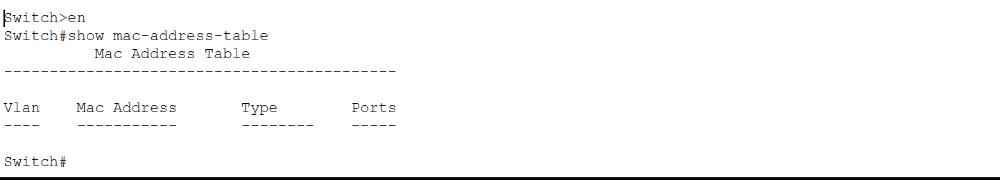 Switch>en
Switch#show mac-address-table
          Mac Address Table
-------------------------------------------

Vlan    Mac Address       Type        Ports
----    -----------       --------    -----

Switch#